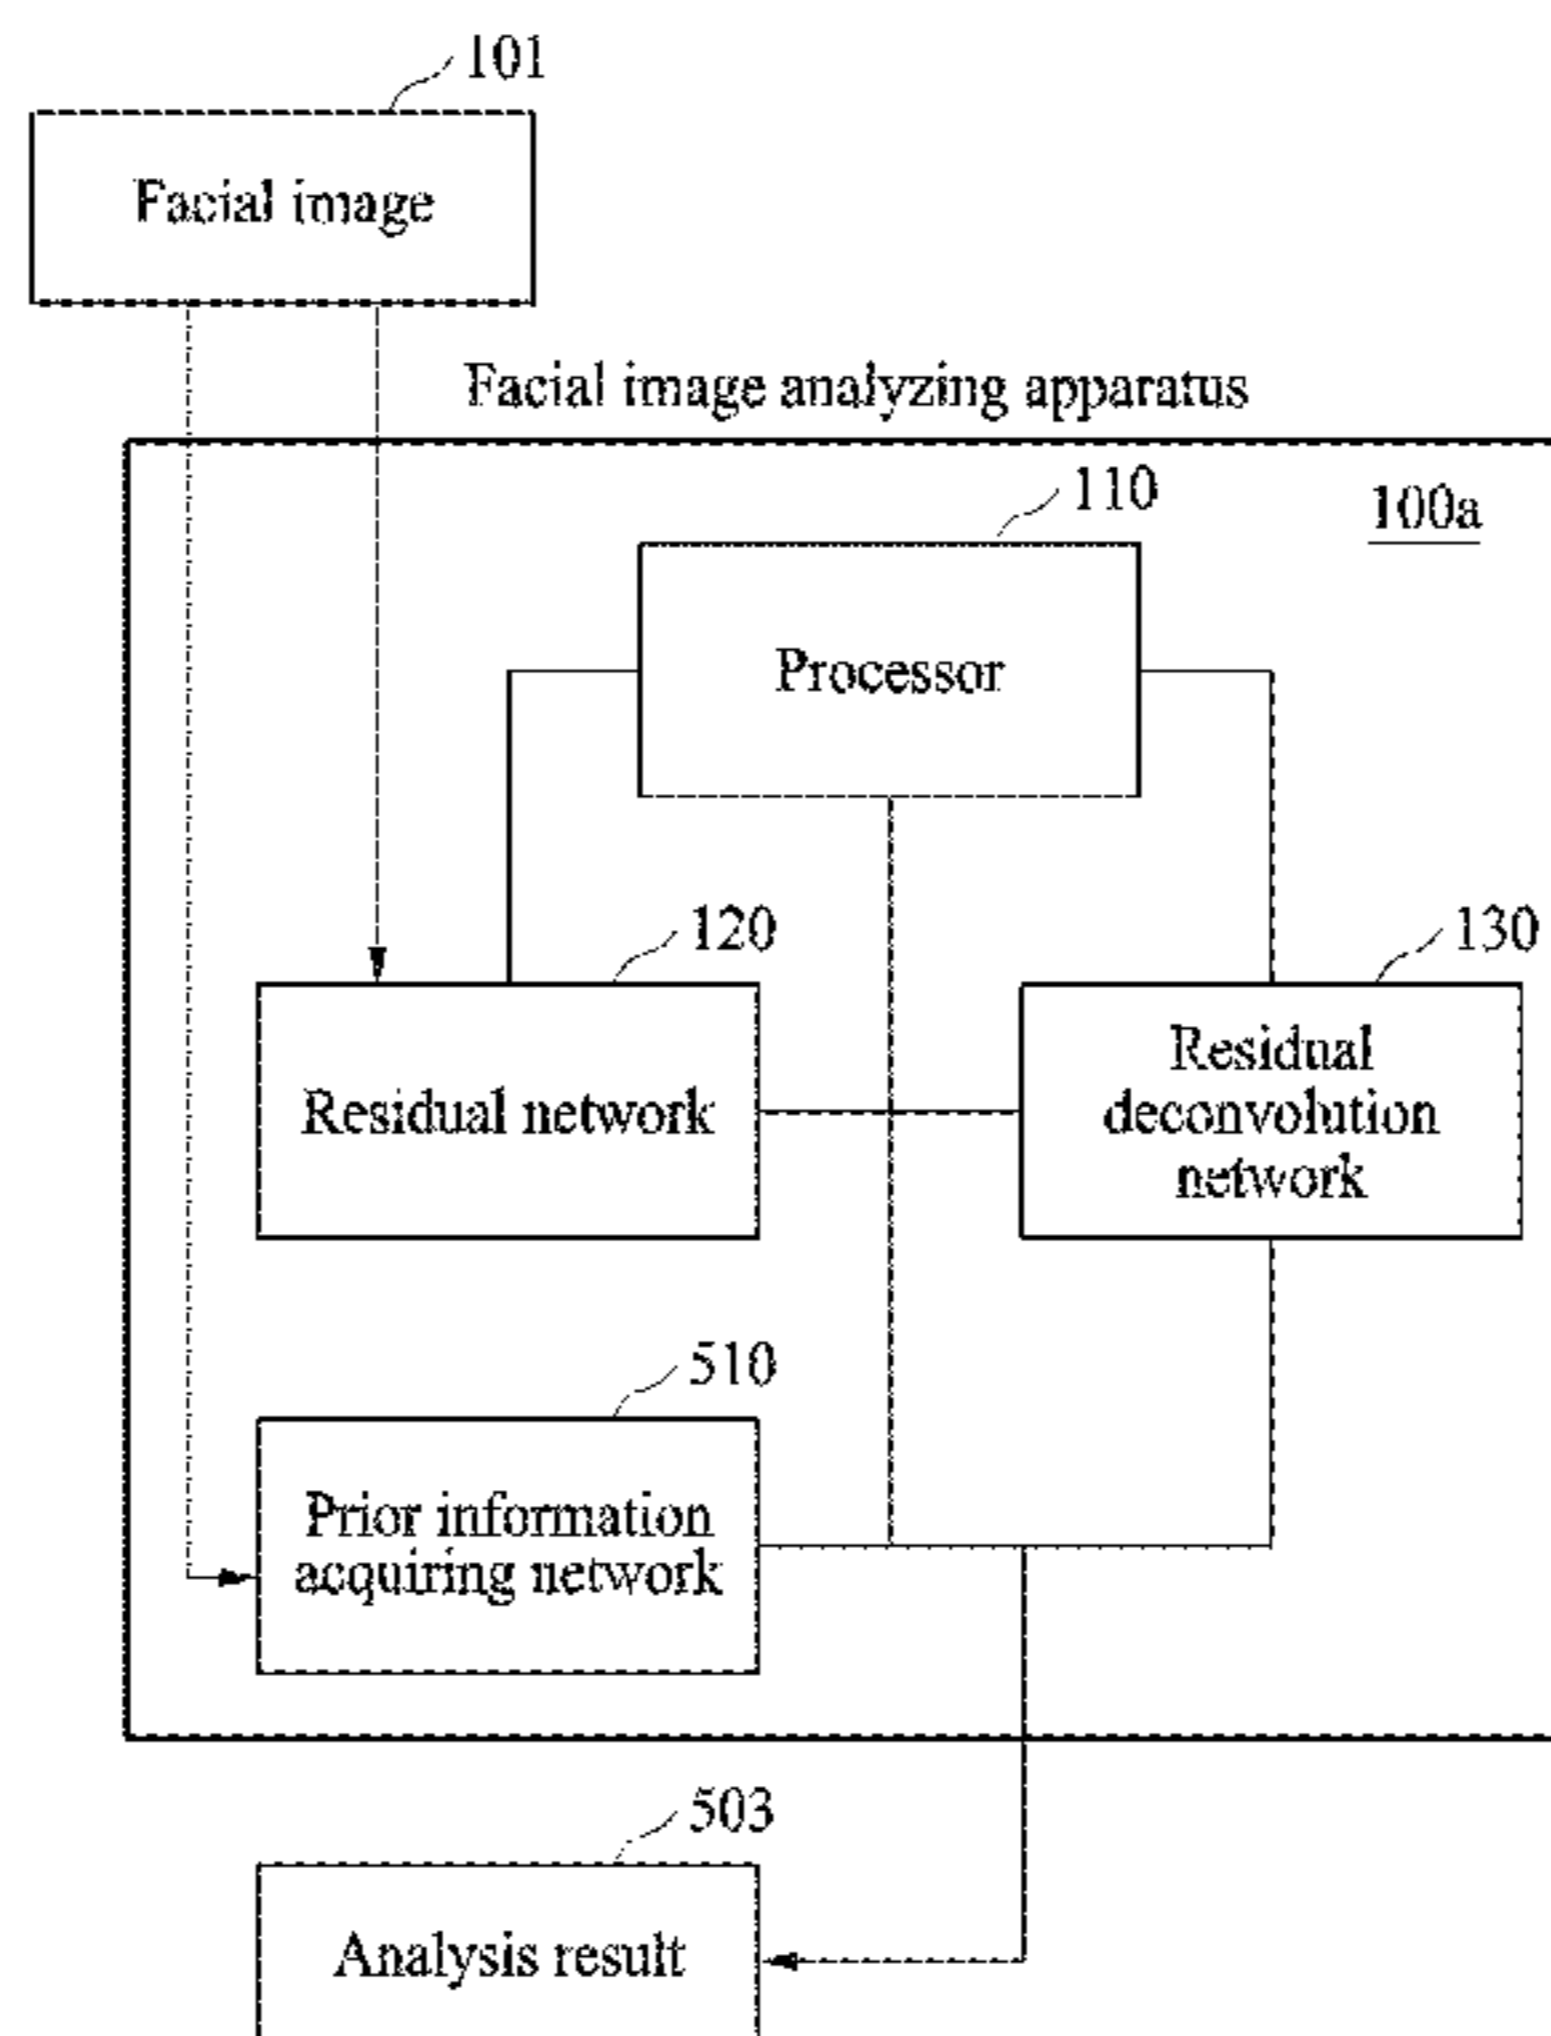 101
Facial image
Facial image analyzing apparatus
110
100a
Processor
120
130
Residual network
Residual
deconvolution
network
510
Prior information
acquiring network
503
Analysis result